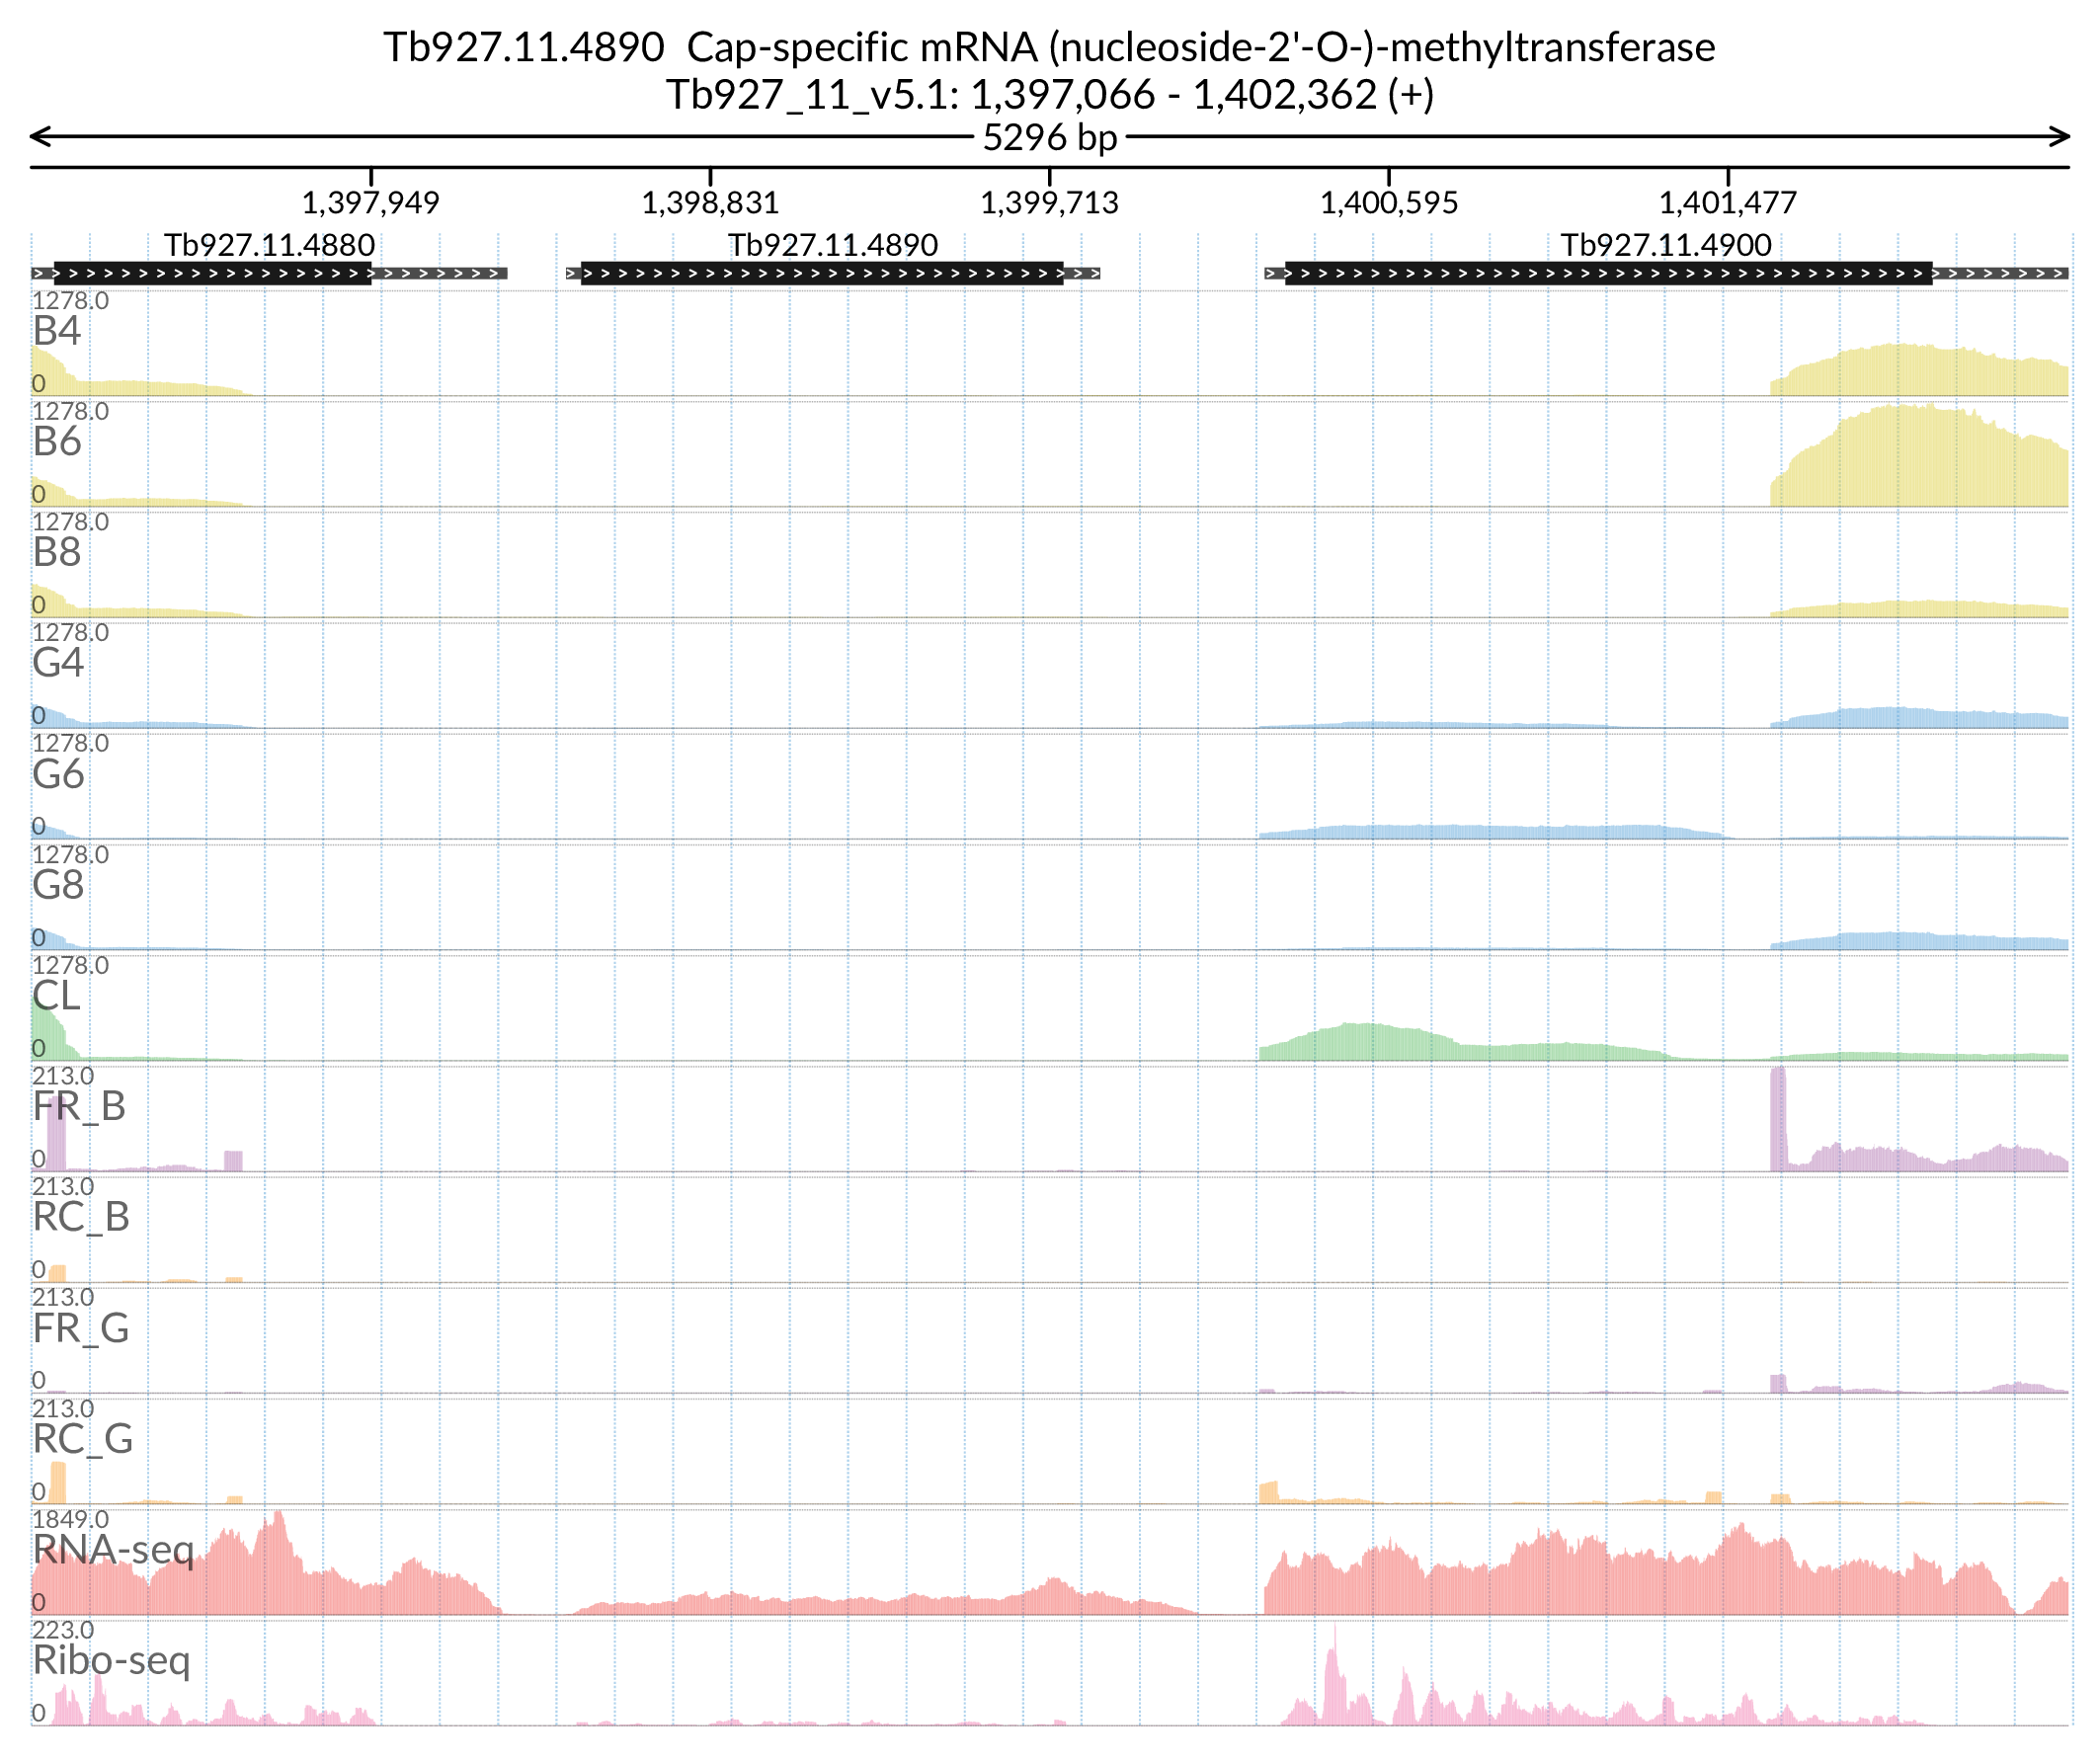 Tb927.11.4890  Cap-specific mRNA (nucleoside-2'-O-)-methyltransferase
Tb927_11_v5.1: 1,397,066 - 1,402,362 (+)
5296 bp
1,397,949 1,398,831 1,399,713 1,400,595 1,401,477
Tb927.11.4880 Tb927.11.4890 Tb927.11.4900
1278.0
B4
0
1278.0
B6
0
1278.0
B8
0
1278.0
G4
0
1278.0
G6
0
1278.0
G8
0
1278.0
CL
0
213.0
FR_B
0
213.0
RC_B
0
213.0
FR_G
0
213.0
RC_G
0
1849.0
RNA-seq
0
223.0
Ribo-seq
0